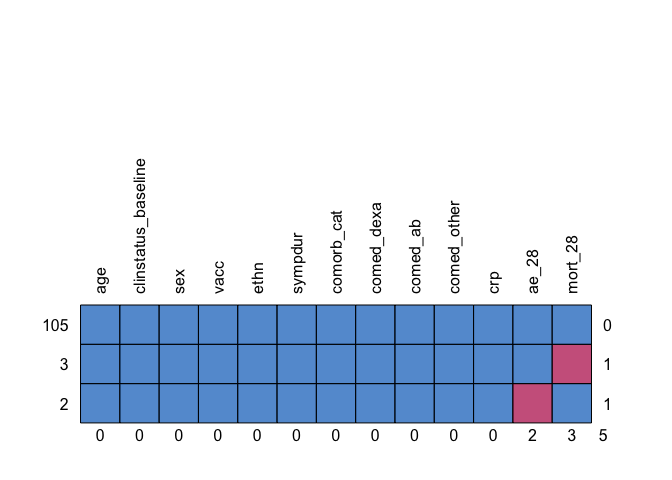 age
clinstatus_baseline
sex
vacc
ethn
sympdur
comorb_cat
comed_dexa
comed_ab
comed_other
crp
ae_28
mort_28
105 0
3 1
2 1
0 0 0 0 0 0 0 0 0 0 0 2 3 5